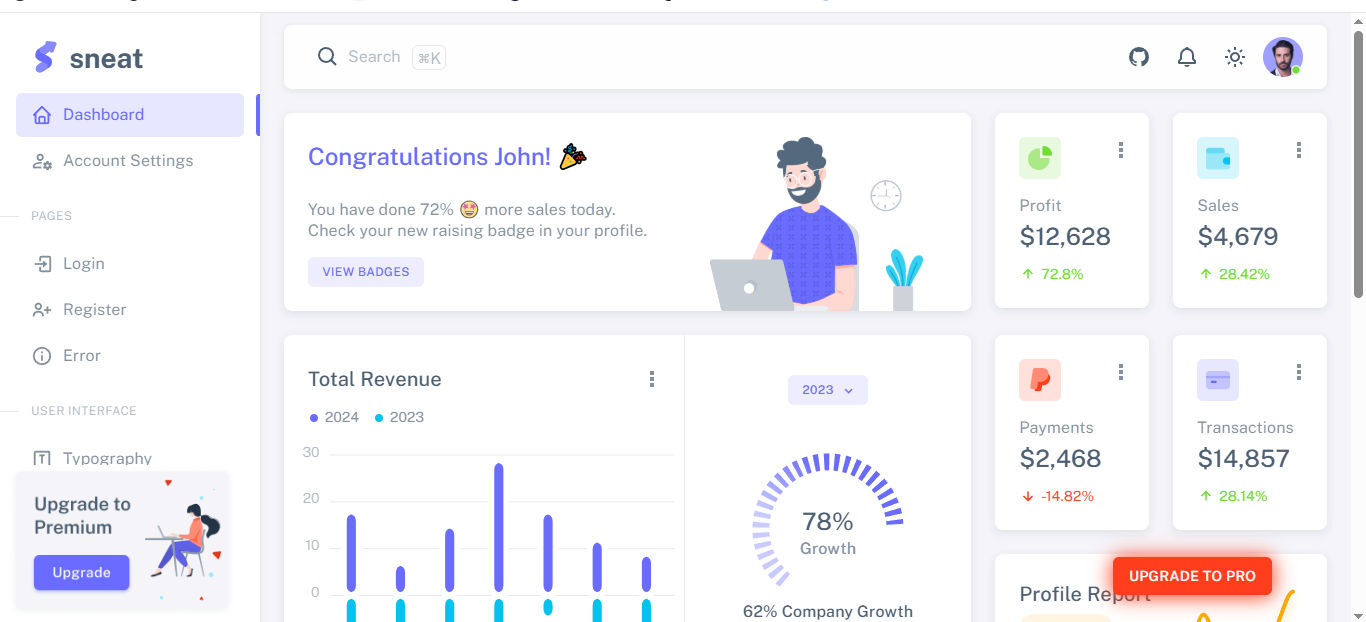 sneat
Search ⌘K
Dashboard
Account Settings
PAGES
Login
Register
Error
USER INTERFACE
Typography
Upgrade to
Premium
Upgrade
Congratulations John! 🎉
You have done 72% 🤩 more sales today.
Check your new raising badge in your profile.
VIEW BADGES
Profit
$12,628
72.8%
Sales
$4,679
28.42%
Total Revenue
2024
2023
30
20
10
0
2023
78%
Growth
62% Company Growth
Payments
$2,468
-14.82%
Transactions
$14,857
28.14%
Profile Report
UPGRADE TO PRO